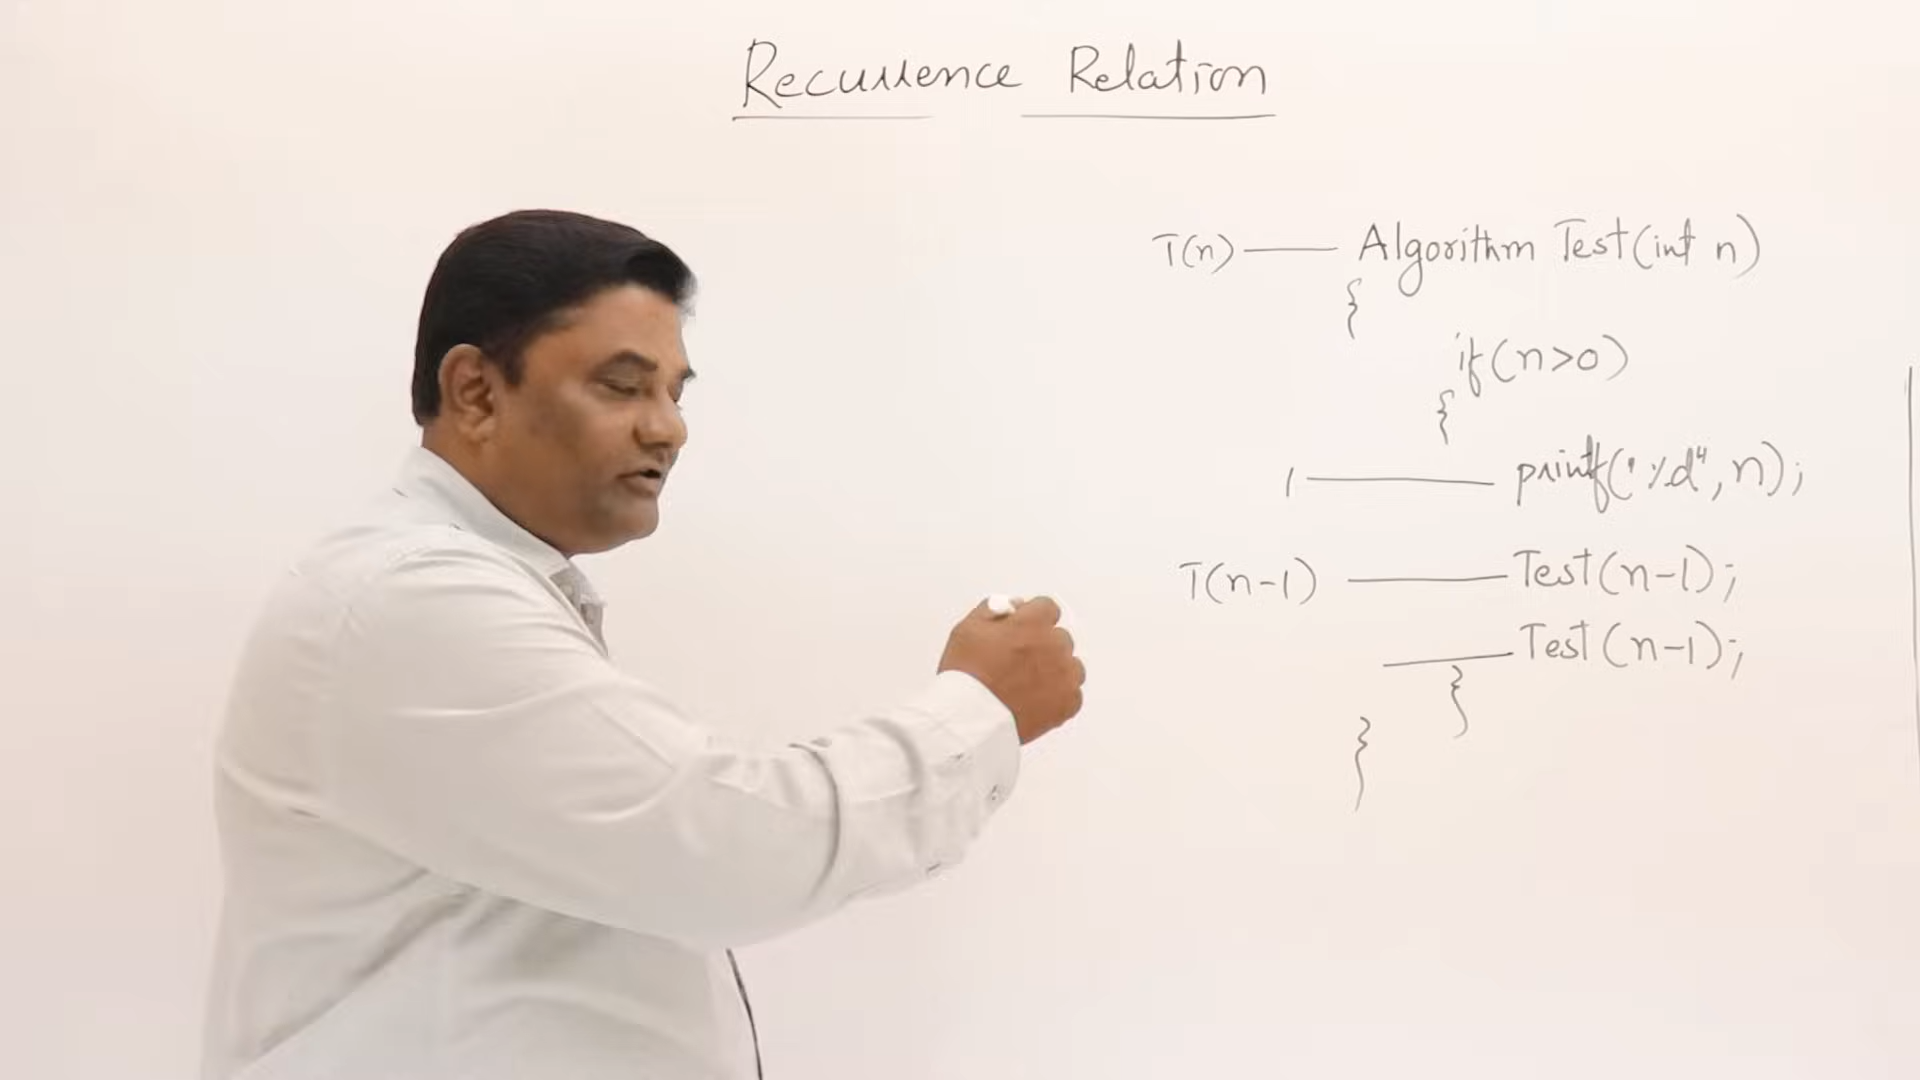 Recurrence Relation
T(n) — Algorithm Test(int n)
{
if(n>0)
{
1 — printf("%d", n);
T(n-1) — Test(n-1);
— Test(n-1);
}
}